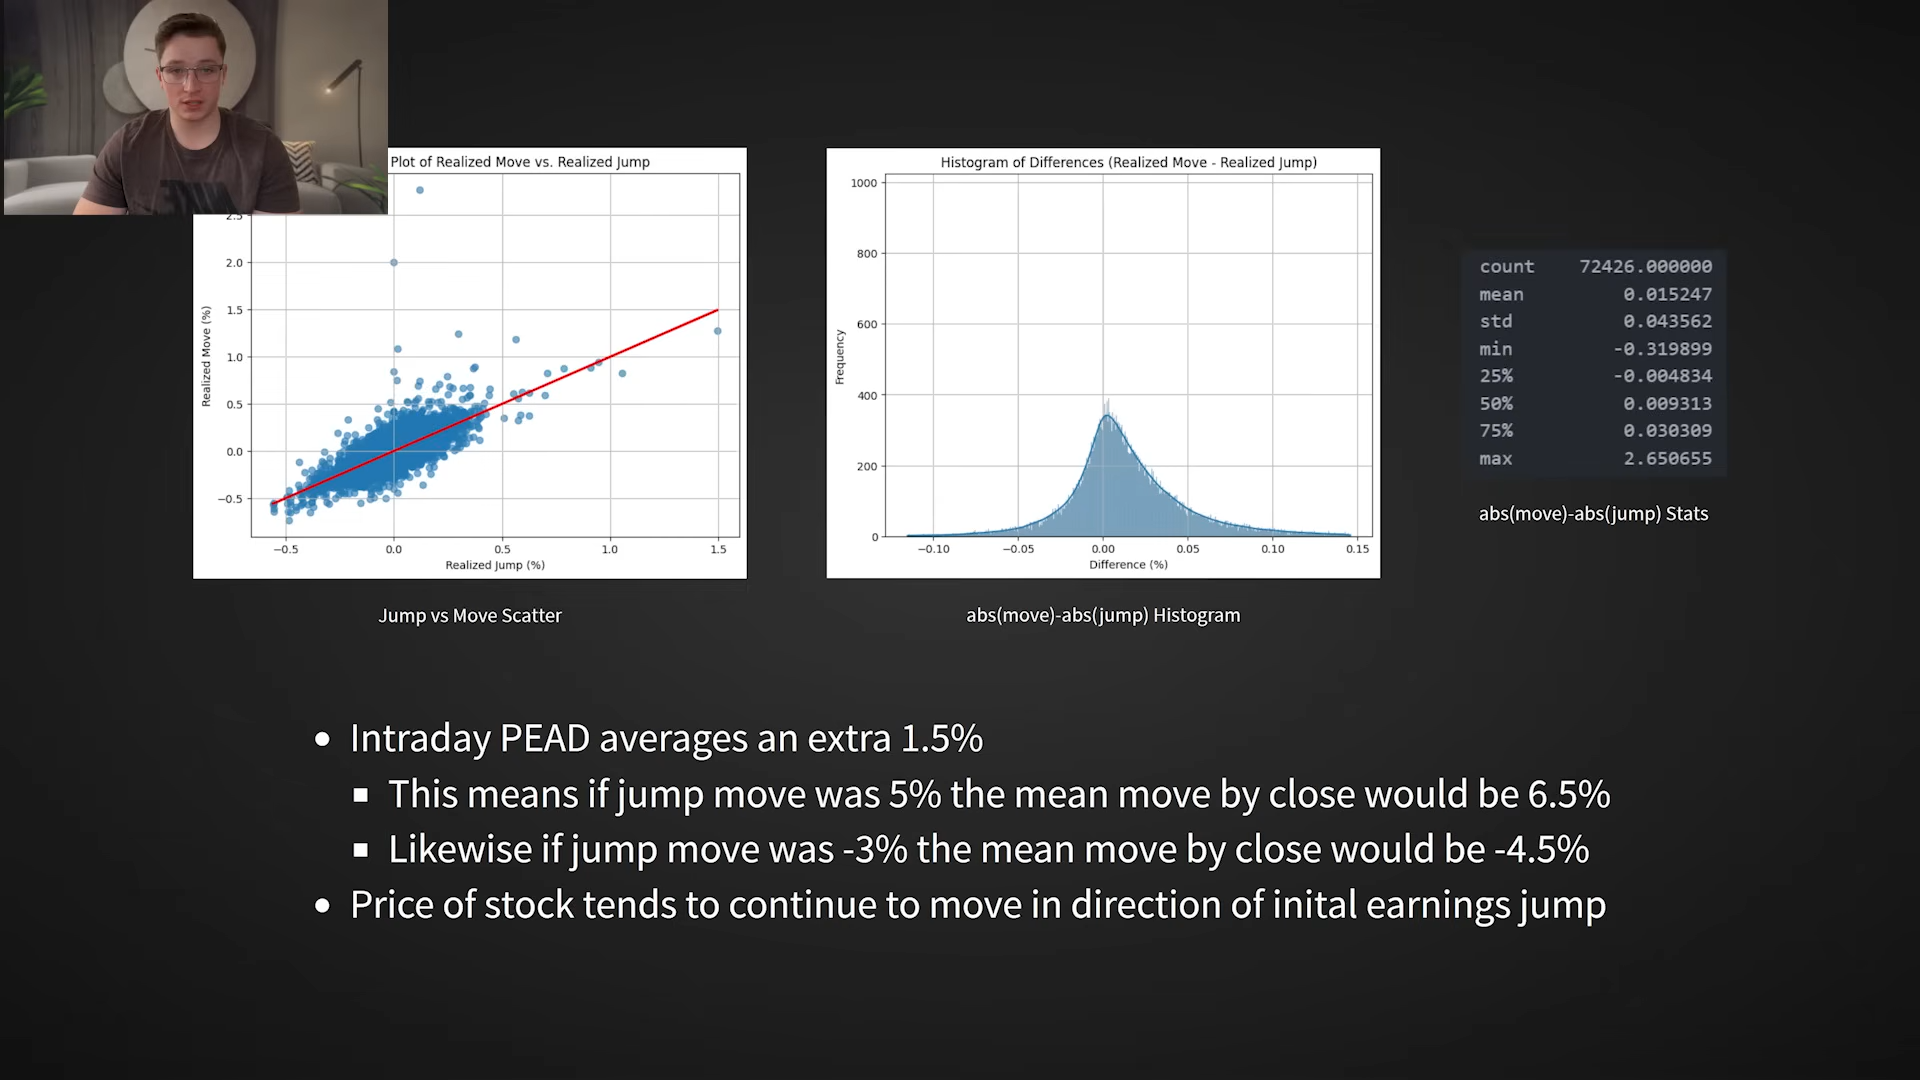 Plot of Realized Move vs. Realized Jump
2.5
2.0
1.5
1.0
0.5
0.0
−0.5
Realized Move (%)
−0.5 0.0 0.5 1.0 1.5
Realized Jump (%)
Jump vs Move Scatter
Histogram of Differences (Realized Move - Realized Jump)
1000
800
600
400
200
0
Frequency
−0.10 −0.05 0.00 0.05 0.10 0.15
Difference (%)
abs(move)-abs(jump) Histogram
count 72426.000000
mean 0.015247
std 0.043562
min -0.319899
25% -0.004834
50% 0.009313
75% 0.030309
max 2.650655
abs(move)-abs(jump) Stats
• Intraday PEAD averages an extra 1.5%
▪ This means if jump move was 5% the mean move by close would be 6.5%
▪ Likewise if jump move was -3% the mean move by close would be -4.5%
• Price of stock tends to continue to move in direction of inital earnings jump